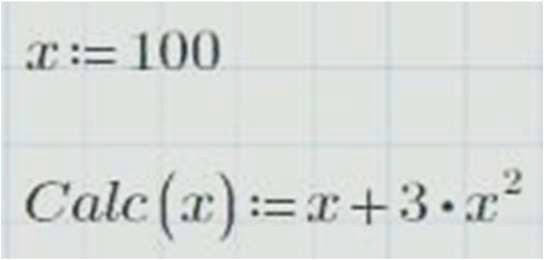 x := 100
Calc(x) := x + 3 · x²